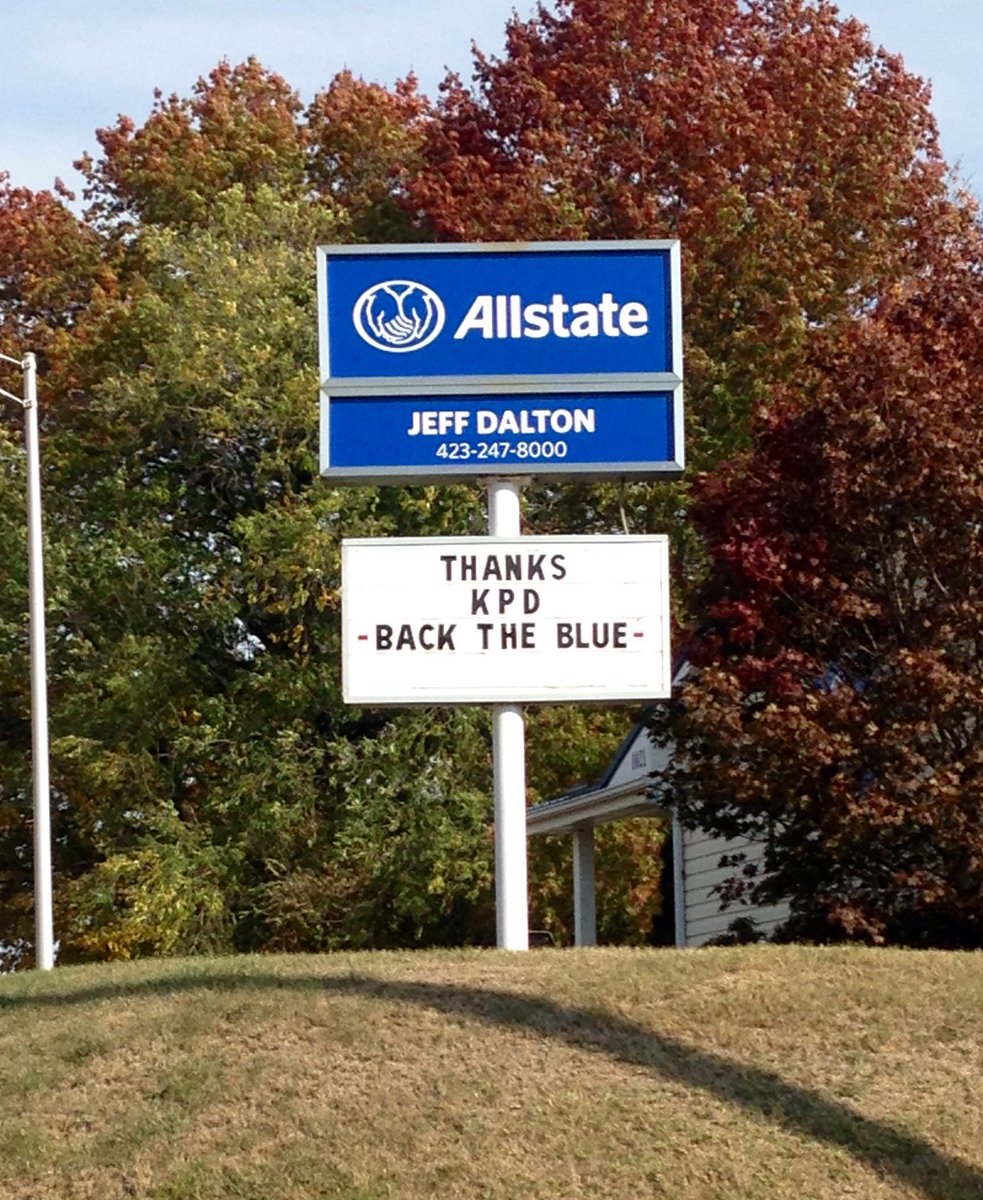 Allstate
JEFF DALTON
423-247-8000
THANKS
KPD
-BACK THE BLUE-